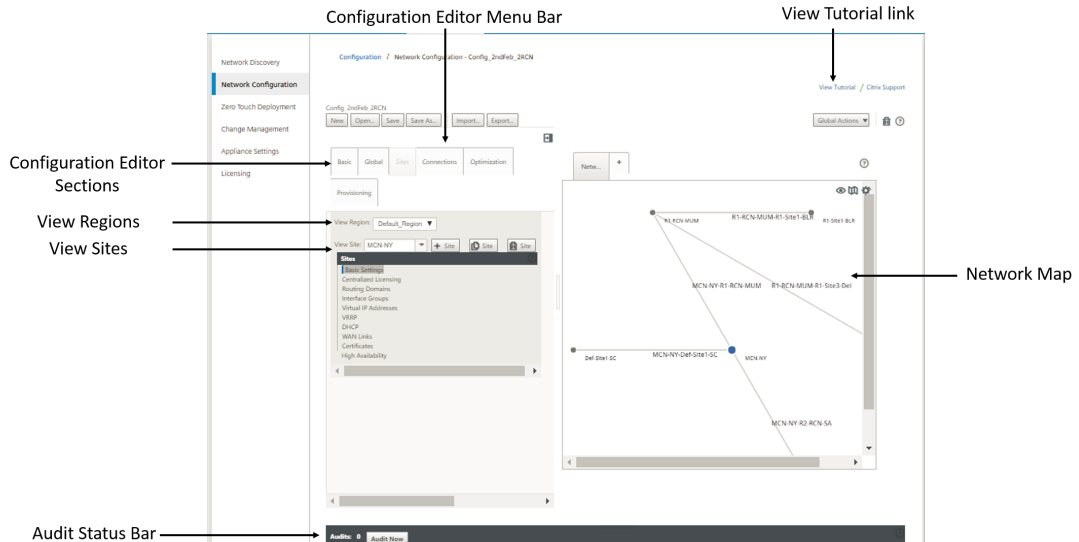 Configuration Editor Menu Bar
View Tutorial link
Configuration Editor
Sections
View Regions
View Sites
Audit Status Bar
Network Map
Network Discovery
Network Configuration
Zero Touch Deployment
Change Management
Appliance Settings
Licensing
Configuration / Network Configuration - Config_2ndFeb_2RCN
View Tutorial / Citrix Support
Config_2ndFeb_2RCN
New Open.. Save Save As.. Import.. Export..
Global Actions
Basic Global Sites Connections Optimization
Provisioning
View Region: Default_Region
View Site: MCN-NY + Site Site Site
Sites
Basic Settings
Centralized Licensing
Routing Domains
Interface Groups
Virtual IP Addresses
VRRP
DHCP
WAN Links
Certificates
High Availability
Netw... +
R1-RCN-MUM
R1-RCN-MUM-R1-Site1-BLR
R1-Site1-BLR
MCN-NY-R1-RCN-MUM
R1-RCN-MUM-R1-Site3-Del
Def-Site1-SC
MCN-NY-Def-Site1-SC
MCN-NY
MCN-NY-R2-RCN-SA
Audits: 0 Audit Now